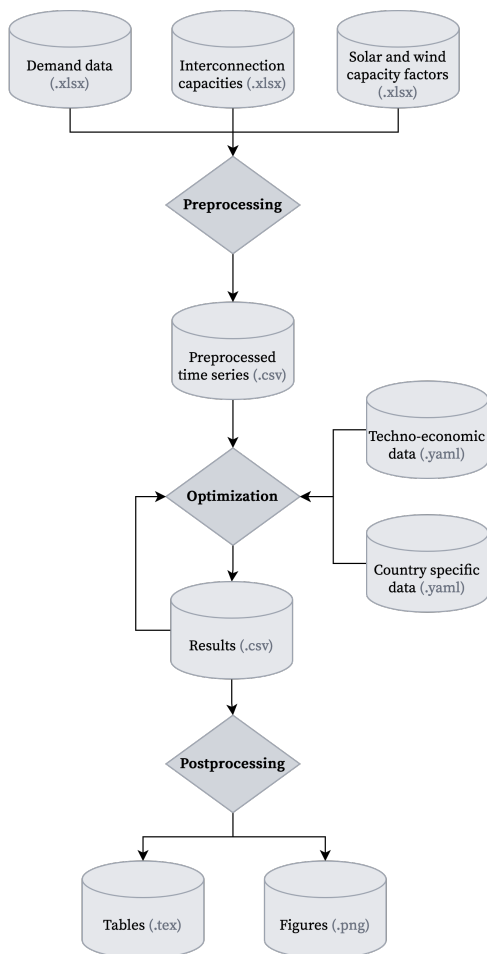 Demand data
(.xlsx)
Interconnection
capacities (.xlsx)
Solar and wind
capacity factors
(.xlsx)
Preprocessing
Preprocessed
time series (.csv)
Techno-economic
data (.yaml)
Optimization
Country specific
data (.yaml)
Results (.csv)
Postprocessing
Tables (.tex)
Figures (.png)